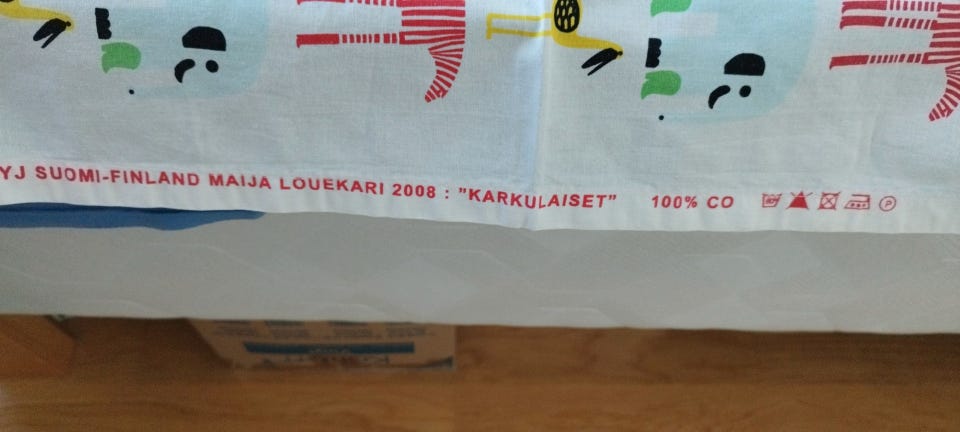 YJ SUOMI-FINLAND MAIJA LOUEKARI 2008 : "KARKULAISET" 100% CO P